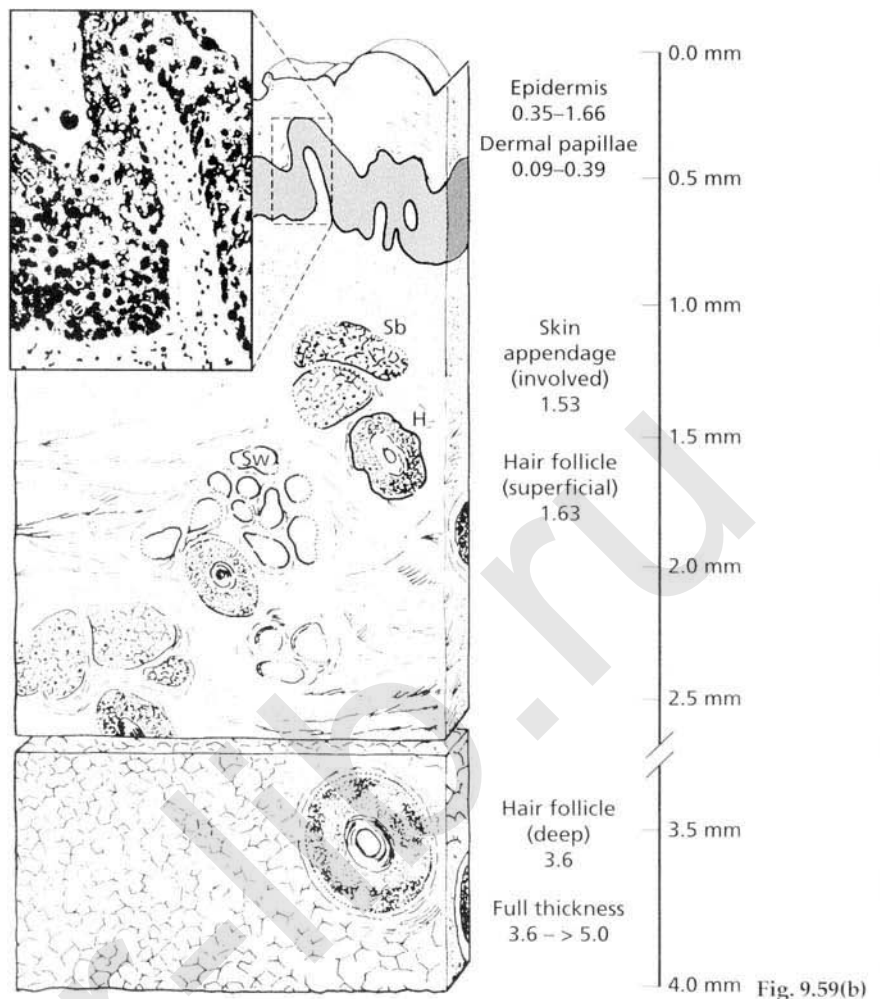 0.0 mm
Epidermis
0.35–1.66
Dermal papillae
0.09–0.39
0.5 mm
1.0 mm
Sb
Skin
appendage
(involved)
1.53
H
1.5 mm
Sw
Hair follicle
(superficial)
1.63
2.0 mm
2.5 mm
Hair follicle
(deep)
3.6
3.5 mm
Full thickness
3.6 – > 5.0
4.0 mm
Fig. 9.59(b)
-lib.ru